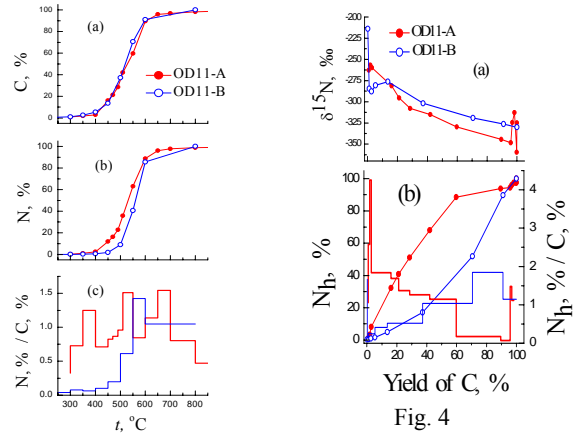 (a)
C, %
100
80
60
40
20
0
OD11-A
OD11-B
(b)
N, %
100
80
60
40
20
0
(c)
N, % / C, %
1.5
1.0
0.5
0.0
300 400 500 600 700 800
t, °C
δ¹⁵N, ‰
-200
-225
-250
-275
-300
-325
-350
OD11-A
OD11-B
(a)
(b)
Nh, %
100
80
60
40
20
0
4
3
2
1
0
Nh, % / C, %
0 20 40 60 80 100
Yield of C, %
Fig. 4